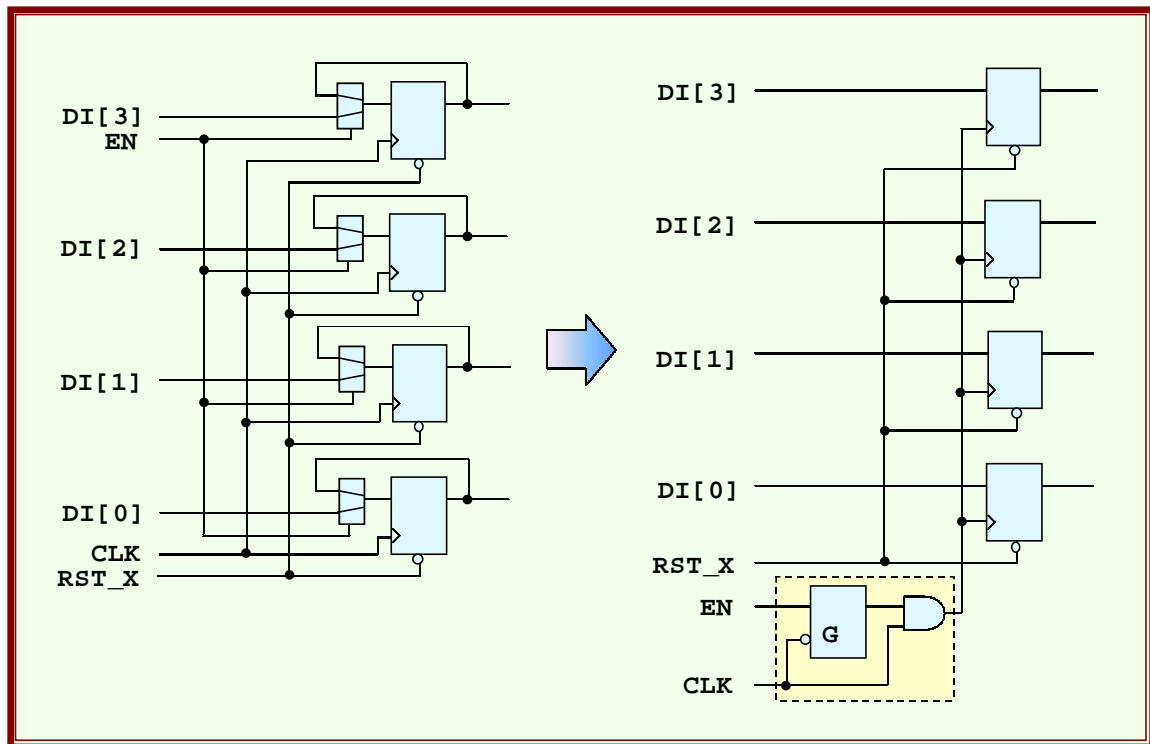 DI[3]
EN
DI[2]
DI[1]
DI[0]
CLK
RST_X
DI[3]
DI[2]
DI[1]
DI[0]
RST_X
EN
G
CLK